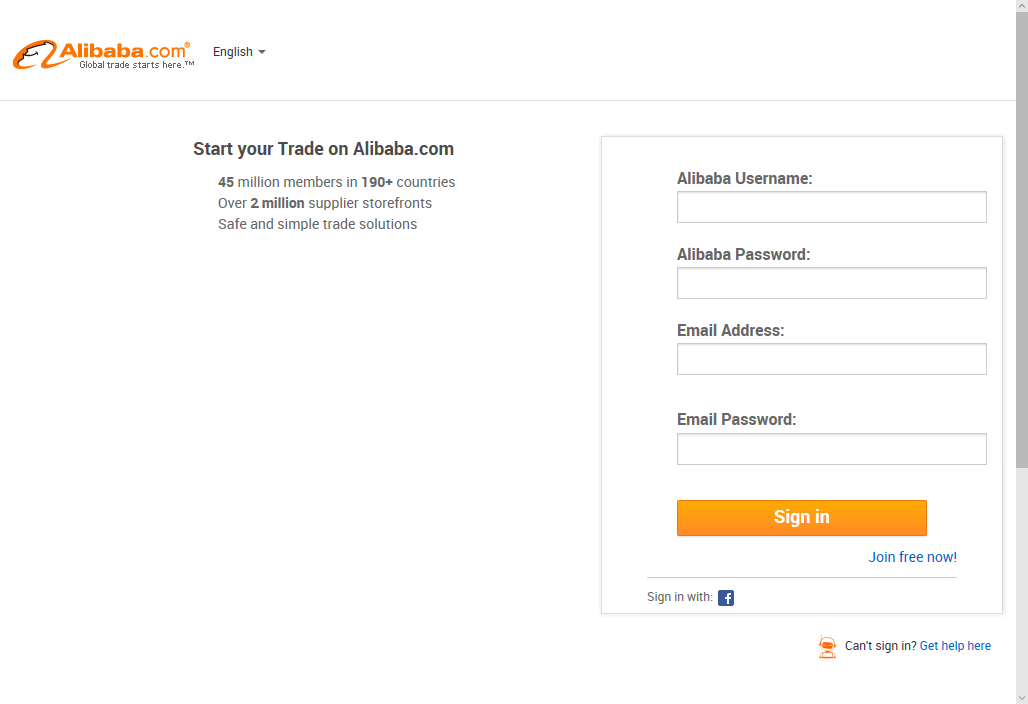 Alibaba.com®
Global trade starts here.™
English
Start your Trade on Alibaba.com
45 million members in 190+ countries
Over 2 million supplier storefronts
Safe and simple trade solutions
Alibaba Username:
Alibaba Password:
Email Address:
Email Password:
Sign in
Join free now!
Sign in with:
Can't sign in? Get help here